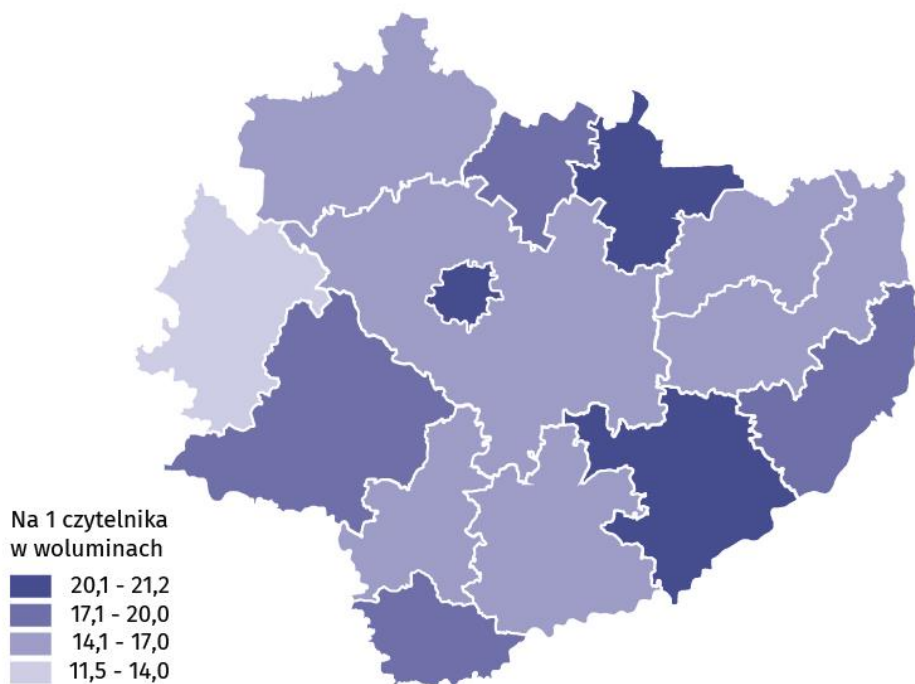 Na 1 czytelnika
w woluminach
20,1 - 21,2
17,1 - 20,0
14,1 - 17,0
11,5 - 14,0